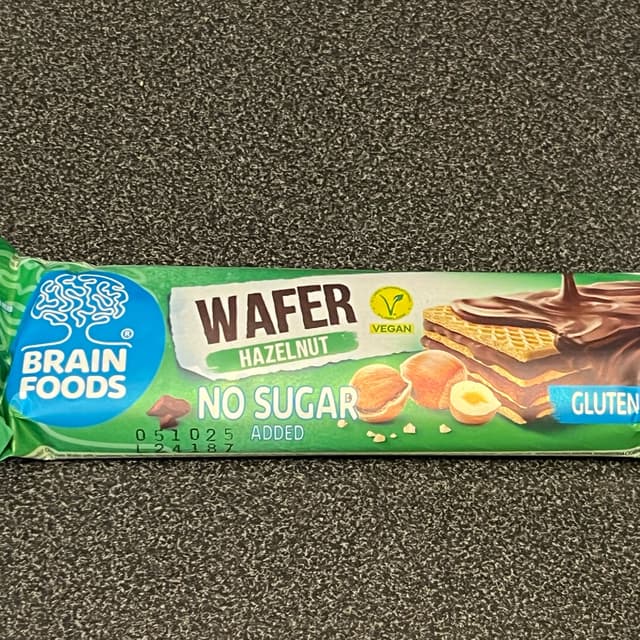 BRAIN
FOODS
®
WAFER
HAZELNUT
VEGAN
NO SUGAR
ADDED
GLUTEN
051025
L24187